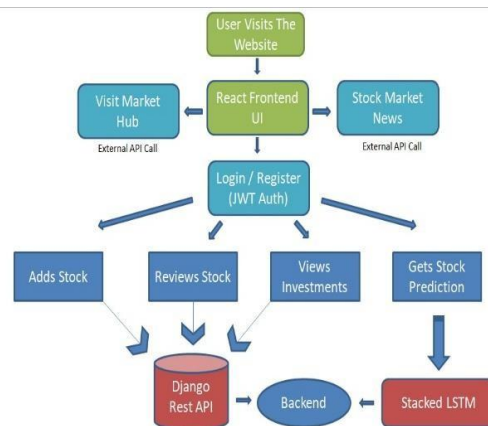 User Visits The
Website
Visit Market
Hub
React Frontend
UI
Stock Market
News
External API Call
External API Call
Login / Register
(JWT Auth)
Adds Stock
Reviews Stock
Views
Investments
Gets Stock
Prediction
Django
Rest API
Backend
Stacked LSTM